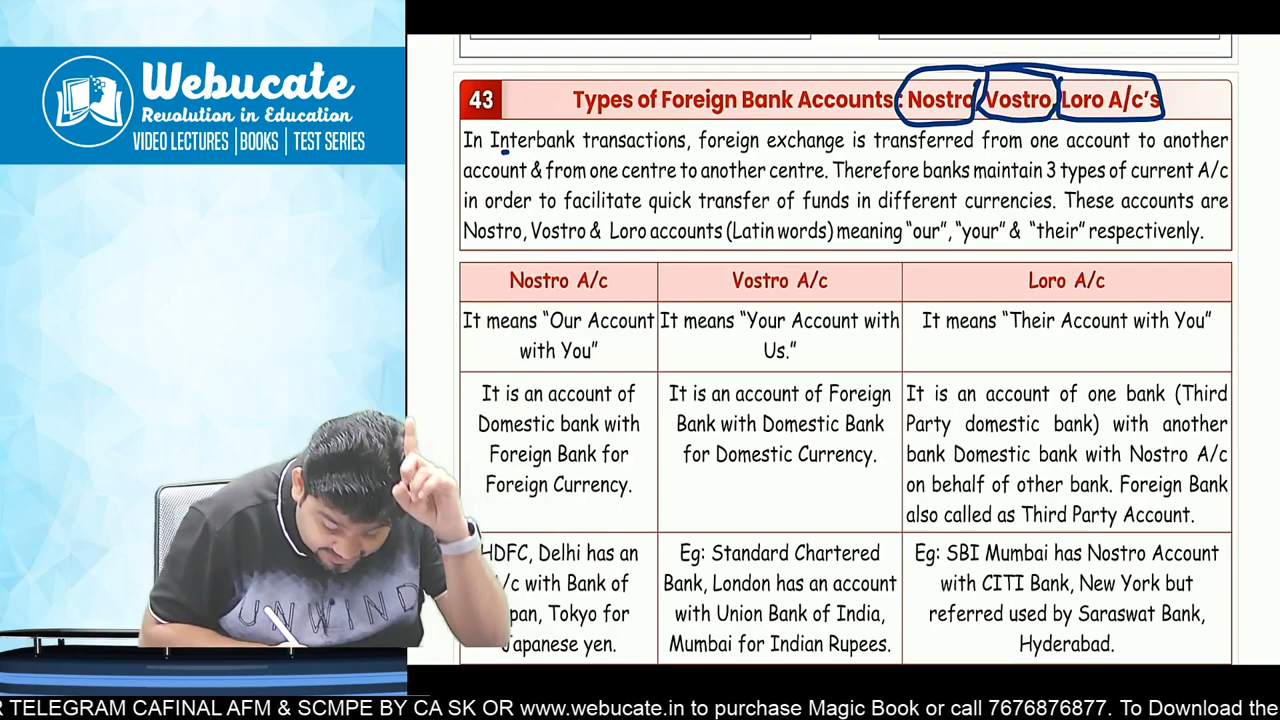 Webucate
Revolution in Education
VIDEO LECTURES | BOOKS | TEST SERIES
43 Types of Foreign Bank Accounts: Nostro, Vostro, Loro A/c's
In Interbank transactions, foreign exchange is transferred from one account to another
account & from one centre to another centre. Therefore banks maintain 3 types of current A/c
in order to facilitate quick transfer of funds in different currencies. These accounts are
Nostro, Vostro & Loro accounts (Latin words) meaning "our", "your" & "their" respectivenly.
Nostro A/c
It means "Our Account
with You"
It is an account of
Domestic bank with
Foreign Bank for
Foreign Currency.
HDFC, Delhi has an
A/c with Bank of
pan, Tokyo for
Japanese yen.
Vostro A/c
It means "Your Account with
Us."
It is an account of Foreign
Bank with Domestic Bank
for Domestic Currency.
Eg: Standard Chartered
Bank, London has an account
with Union Bank of India,
Mumbai for Indian Rupees.
Loro A/c
It means "Their Account with You"
It is an account of one bank (Third
Party domestic bank) with another
bank Domestic bank with Nostro A/c
on behalf of other bank. Foreign Bank
also called as Third Party Account.
Eg: SBI Mumbai has Nostro Account
with CITI Bank, New York but
referred used by Saraswat Bank,
Hyderabad.
UNWIND
R TELEGRAM CAFINAL AFM & SCMPE BY CA SK OR www.webucate.in to purchase Magic Book or call 7676876877. To Download the